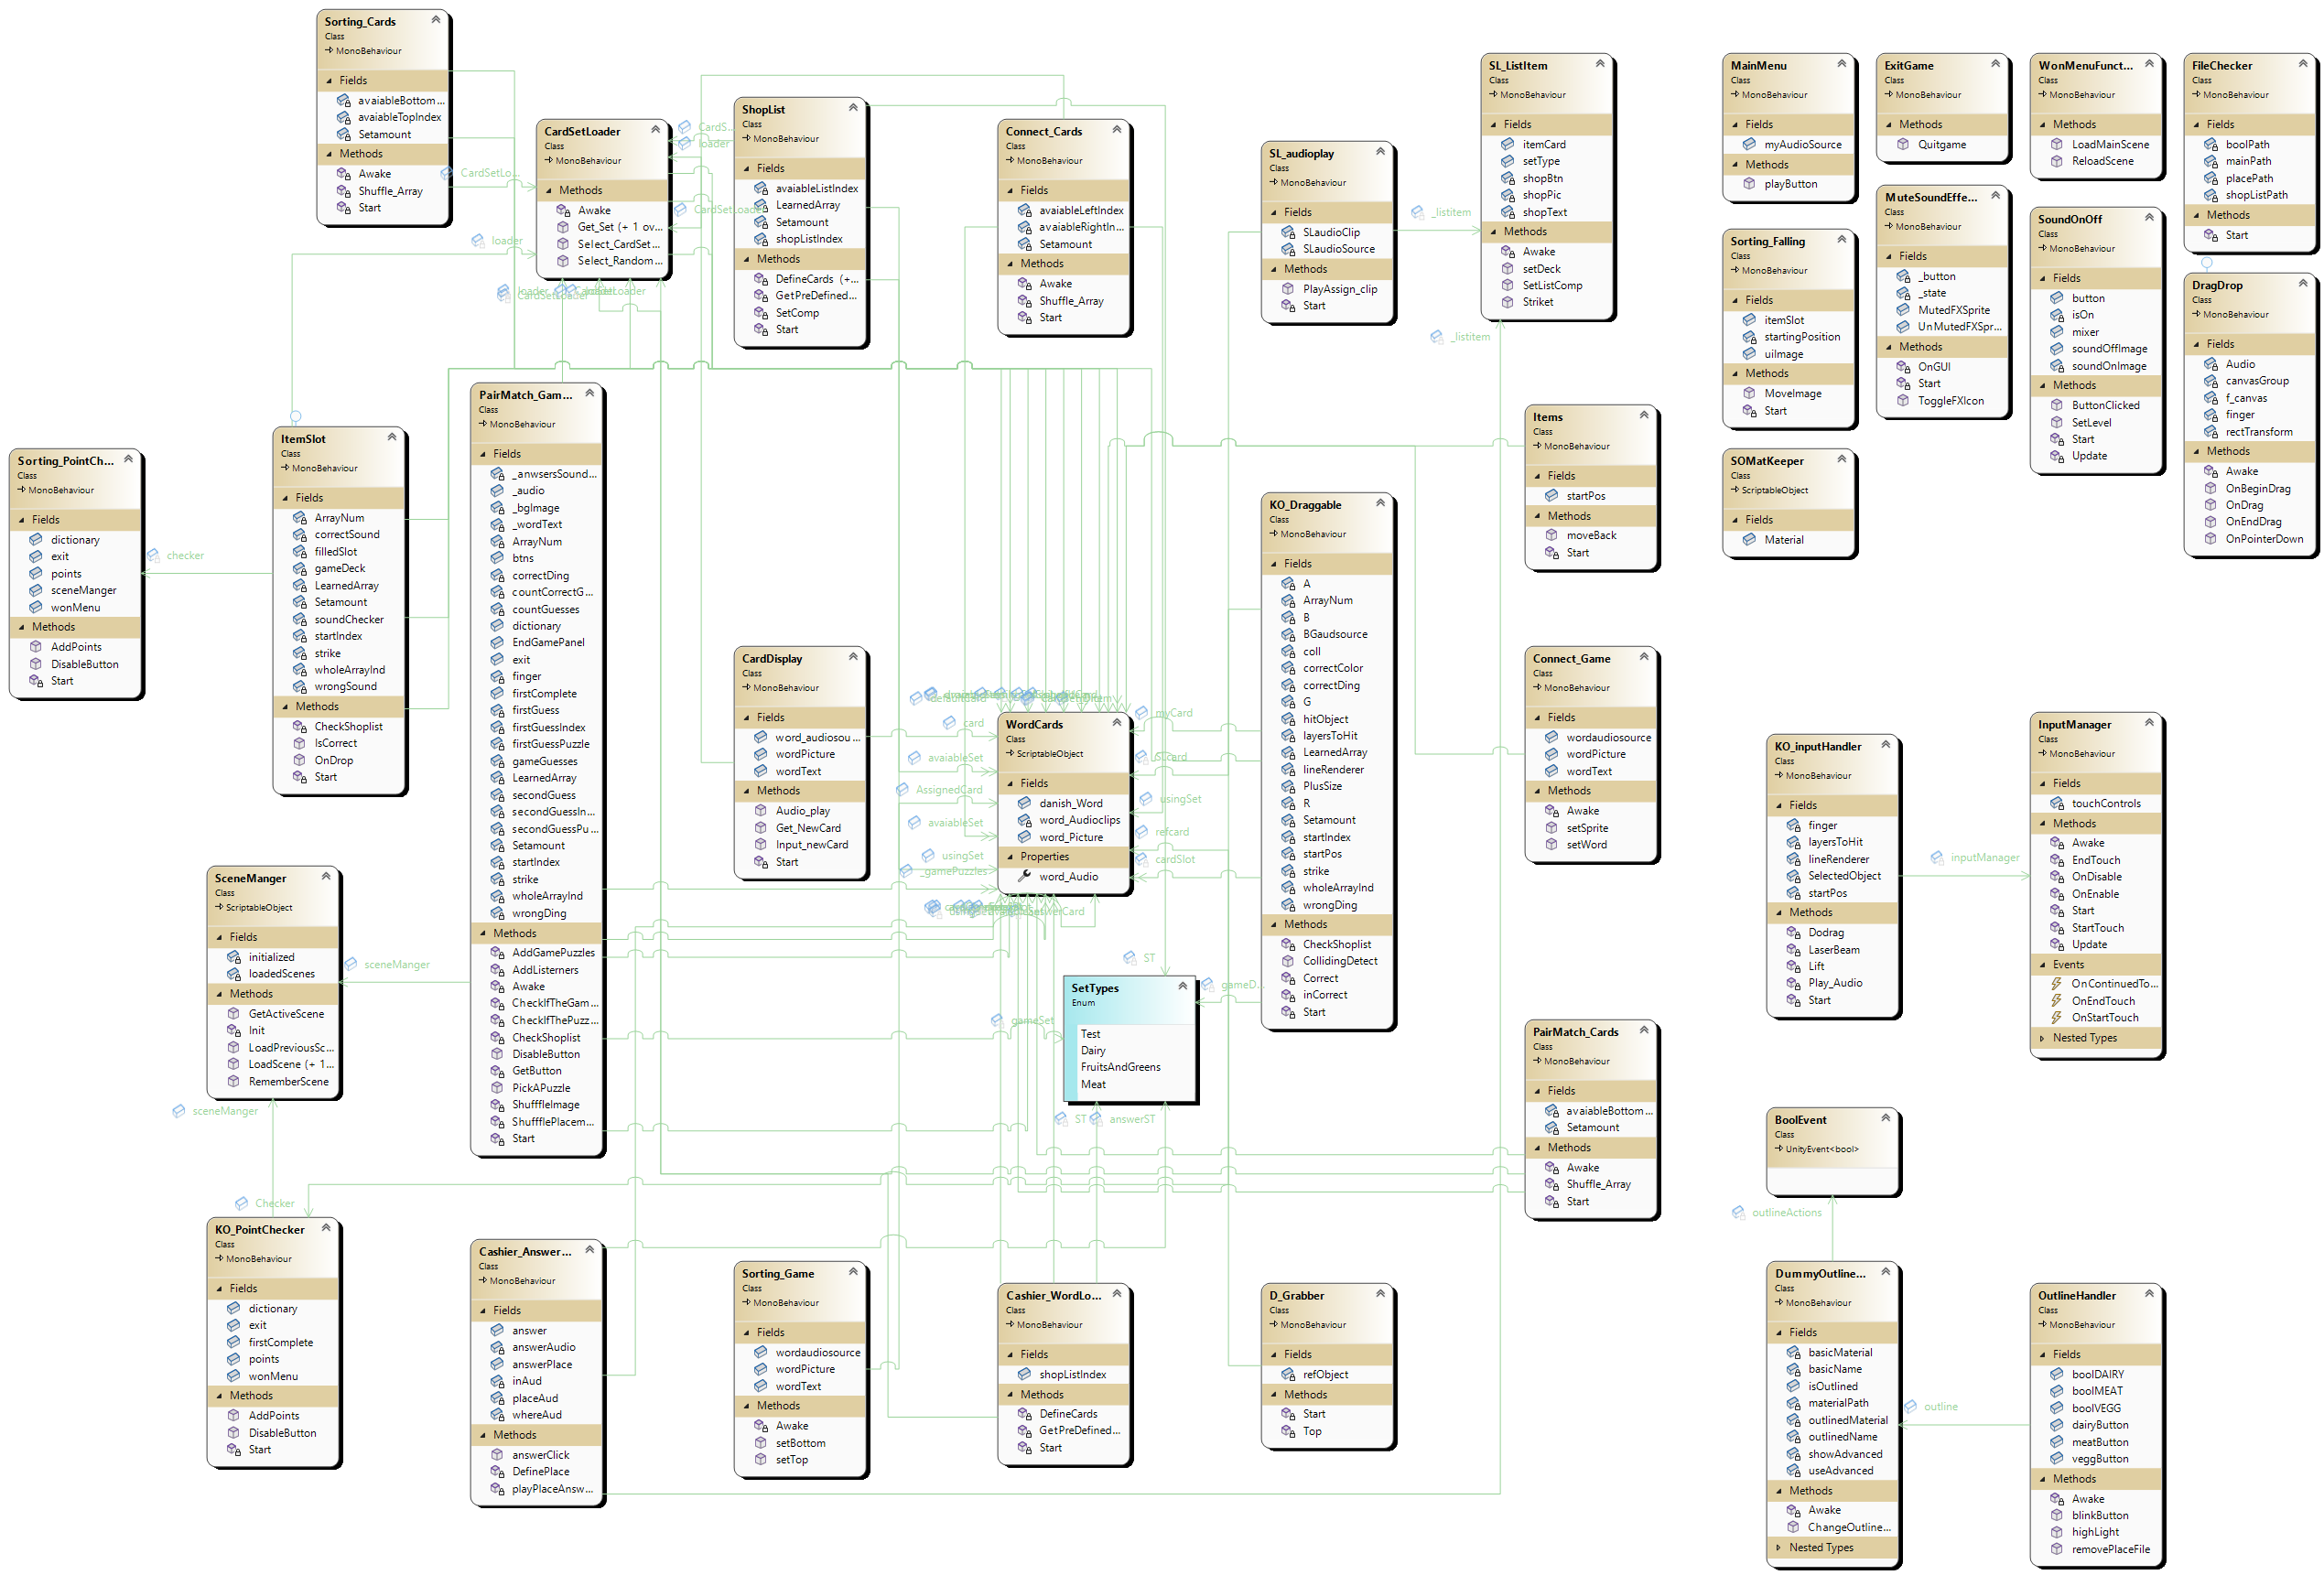 Sorting_Cards
Class
MonoBehaviour
Fields
avaiableBottom...
avaiableTopIndex
Setamount
Methods
Awake
Shuffle_Array
Start
CardSetLoader
Class
MonoBehaviour
Methods
Awake
Get_Set (+ 1 ov...
Select_CardSet...
Select_Random...
ShopList
Class
MonoBehaviour
Fields
avaiableListIndex
LearnedArray
Setamount
shopListIndex
Methods
DefineCards (+...
GetPreDefined...
SetComp
Start
Connect_Cards
Class
MonoBehaviour
Fields
avaiableLeftIndex
avaiableRightIn...
Setamount
Methods
Awake
Shuffle_Array
Start
SL_audioplay
Class
MonoBehaviour
Fields
SLaudioClip
SLaudioSource
Methods
PlayAssign_clip
Start
SL_ListItem
Class
MonoBehaviour
Fields
itemCard
setType
shopBtn
shopPic
shopText
Methods
Awake
setDeck
SetListComp
Striket
MainMenu
Class
MonoBehaviour
Fields
myAudioSource
Methods
playButton
ExitGame
Class
MonoBehaviour
Methods
Quitgame
WonMenuFunct...
Class
MonoBehaviour
Methods
LoadMainScene
ReloadScene
FileChecker
Class
MonoBehaviour
Fields
boolPath
mainPath
placePath
shopListPath
Methods
Start
Sorting_Falling
Class
MonoBehaviour
Fields
itemSlot
startingPosition
uiImage
Methods
MoveImage
Start
MuteSoundEffe...
Class
MonoBehaviour
Fields
_button
_state
MutedFXSprite
UnMutedFXSpr...
Methods
OnGUI
Start
ToggleFXIcon
SoundOnOff
Class
MonoBehaviour
Fields
button
isOn
mixer
soundOffImage
soundOnImage
Methods
ButtonClicked
SetLevel
Start
Update
DragDrop
Class
MonoBehaviour
Fields
Audio
canvasGroup
f_canvas
finger
rectTransform
Methods
Awake
OnBeginDrag
OnDrag
OnEndDrag
OnPointerDown
SOMatKeeper
Class
ScriptableObject
Fields
Material
CardS...
loader
CardSetLo...
CardSetLoader
loader
loader
_listitem
_listitem
Sorting_PointCh...
Class
MonoBehaviour
Fields
dictionary
exit
points
sceneManger
wonMenu
Methods
AddPoints
DisableButton
Start
checker
ItemSlot
Class
MonoBehaviour
Fields
ArrayNum
correctSound
filledSlot
gameDeck
LearnedArray
Setamount
soundChecker
startIndex
strike
wholeArrayInd
wrongSound
Methods
CheckShoplist
IsCorrect
OnDrop
Start
PairMatch_Gam...
Class
MonoBehaviour
Fields
_anwsersSound...
_audio
_bgImage
_wordText
ArrayNum
btns
correctDing
countCorrectG...
countGuesses
dictionary
EndGamePanel
exit
finger
firstComplete
firstGuess
firstGuessIndex
firstGuessPuzzle
gameGuesses
LearnedArray
secondGuess
secondGuessIn...
secondGuessPu...
Setamount
startIndex
strike
wholeArrayInd
wrongDing
Methods
AddGamePuzzles
AddListerners
Awake
CheckIfTheGam...
CheckIfThePuzz...
CheckShoplist
DisableButton
GetButton
PickAPuzzle
ShuffleImage
ShuffflePlacem...
Start
CardDisplay
Class
MonoBehaviour
Fields
word_audiosou...
wordPicture
wordText
Methods
Audio_play
Get_NewCard
Input_newCard
Start
card
avaiableSet
AssignedCard
avaiableSet
usingSet
_gamePuzzles
WordCards
Class
ScriptableObject
Fields
danish_Word
word_Audioclips
word_Picture
Properties
word_Audio
myCard
SLcard
usingSet
refcard
cardSlot
KO_Draggable
Class
MonoBehaviour
Fields
A
ArrayNum
B
BGaudsource
coll
correctColor
correctDing
G
hitObject
layersToHit
LearnedArray
lineRenderer
PlusSize
R
Setamount
startIndex
startPos
strike
wholeArrayInd
wrongDing
Methods
CheckShoplist
CollidingDetect
Correct
inCorrect
Start
Items
Class
MonoBehaviour
Fields
startPos
Methods
moveBack
Start
Connect_Game
Class
MonoBehaviour
Fields
wordaudiosource
wordPicture
wordText
Methods
Awake
setSprite
setWord
KO_inputHandler
Class
MonoBehaviour
Fields
finger
layersToHit
lineRenderer
SelectedObject
startPos
Methods
Dodrag
LaserBeam
Lift
Play_Audio
Start
inputManager
InputManager
Class
MonoBehaviour
Fields
touchControls
Methods
Awake
EndTouch
OnDisable
OnEnable
Start
StartTouch
Update
Events
OnContinuedTo...
OnEndTouch
OnStartTouch
Nested Types
SceneManger
Class
ScriptableObject
Fields
initialized
loadedScenes
Methods
GetActiveScene
Init
LoadPreviousSc...
LoadScene (+ 1...
RememberScene
sceneManger
sceneManger
ST
gameD...
gameSet
SetTypes
Enum
Test
Dairy
FruitsAndGreens
Meat
ST
answerST
PairMatch_Cards
Class
MonoBehaviour
Fields
avaiableBottom...
Setamount
Methods
Awake
Shuffle_Array
Start
BoolEvent
Class
UnityEvent<bool>
outlineActions
Checker
KO_PointChecker
Class
MonoBehaviour
Fields
dictionary
exit
firstComplete
points
wonMenu
Methods
AddPoints
DisableButton
Start
Cashier_Answer...
Class
MonoBehaviour
Fields
answer
answerAudio
answerPlace
inAud
placeAud
whereAud
Methods
answerClick
DefinePlace
playPlaceAnsw...
Sorting_Game
Class
MonoBehaviour
Fields
wordaudiosource
wordPicture
wordText
Methods
Awake
setBottom
setTop
Cashier_WordLo...
Class
MonoBehaviour
Fields
shopListIndex
Methods
DefineCards
GetPreDefined...
Start
D_Grabber
Class
MonoBehaviour
Fields
refObject
Methods
Start
Top
DummyOutline...
Class
MonoBehaviour
Fields
basicMaterial
basicName
isOutlined
materialPath
outlinedMaterial
outlinedName
showAdvanced
useAdvanced
Methods
Awake
ChangeOutline...
Nested Types
outline
OutlineHandler
Class
MonoBehaviour
Fields
boolDAIRY
boolMEAT
boolVEGG
dairyButton
meatButton
veggButton
Methods
Awake
blinkButton
highLight
removePlaceFile